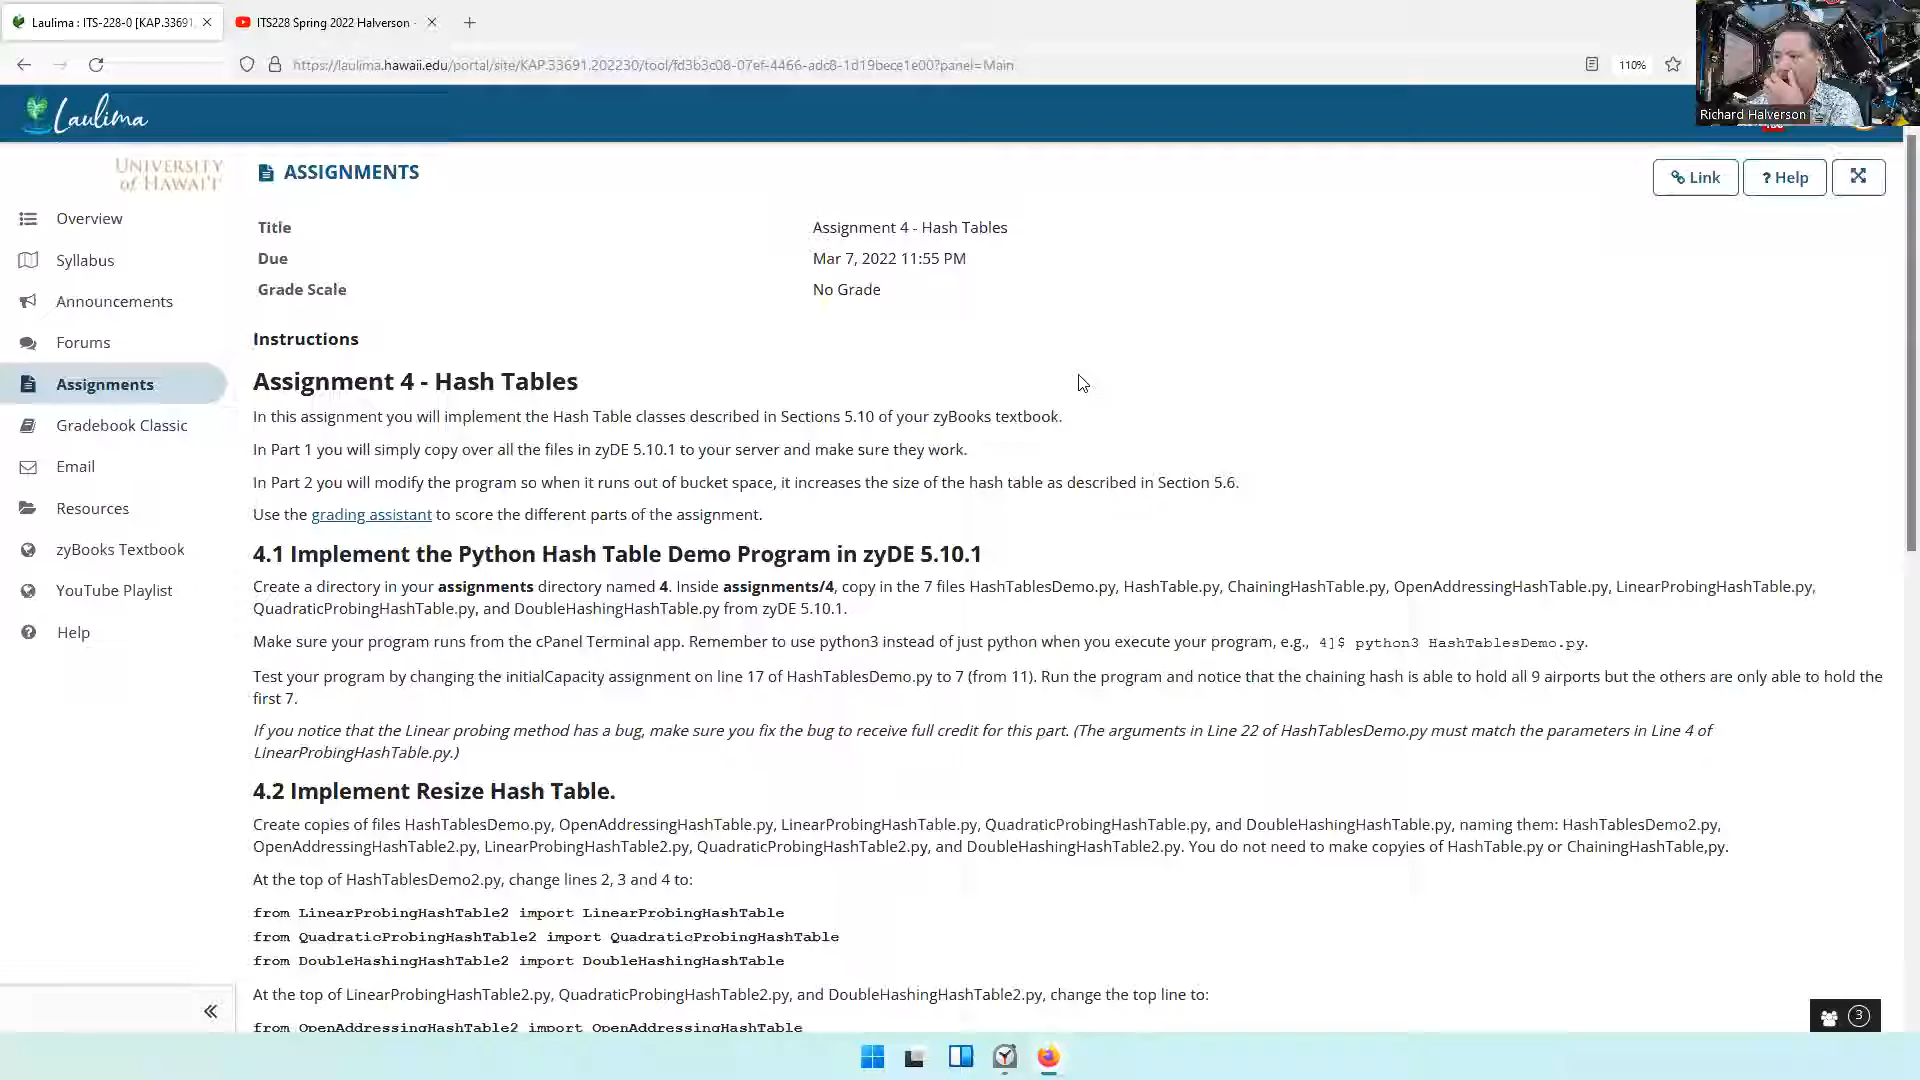 Laulima : ITS-228-0 [KAP.33691.
ITS228 Spring 2022 Halverson -
https://laulima.hawaii.edu/portal/site/KAP.33691.202230/tool/fd3b3c08-07ef-4466-adc8-1d19bece1e00?panel=Main
110%
Richard Halverson
Laulima
UNIVERSITY
of HAWAI'I
ASSIGNMENTS
Link
? Help
Overview
Syllabus
Announcements
Forums
Assignments
Gradebook Classic
Email
Resources
zyBooks Textbook
YouTube Playlist
Help
Title Assignment 4 - Hash Tables
Due Mar 7, 2022 11:55 PM
Grade Scale No Grade
Instructions
Assignment 4 - Hash Tables
In this assignment you will implement the Hash Table classes described in Sections 5.10 of your zyBooks textbook.
In Part 1 you will simply copy over all the files in zyDE 5.10.1 to your server and make sure they work.
In Part 2 you will modify the program so when it runs out of bucket space, it increases the size of the hash table as described in Section 5.6.
Use the grading assistant to score the different parts of the assignment.
4.1 Implement the Python Hash Table Demo Program in zyDE 5.10.1
Create a directory in your assignments directory named 4. Inside assignments/4, copy in the 7 files HashTablesDemo.py, HashTable.py, ChainingHashTable.py, OpenAddressingHashTable.py, LinearProbingHashTable.py,
QuadraticProbingHashTable.py, and DoubleHashingHashTable.py from zyDE 5.10.1.
Make sure your program runs from the cPanel Terminal app. Remember to use python3 instead of just python when you execute your program, e.g., 4]$ python3 HashTablesDemo.py.
Test your program by changing the initialCapacity assignment on line 17 of HashTablesDemo.py to 7 (from 11). Run the program and notice that the chaining hash is able to hold all 9 airports but the others are only able to hold the
first 7.
If you notice that the Linear probing method has a bug, make sure you fix the bug to receive full credit for this part. (The arguments in Line 22 of HashTablesDemo.py must match the parameters in Line 4 of
LinearProbingHashTable.py.)
4.2 Implement Resize Hash Table.
Create copies of files HashTablesDemo.py, OpenAddressingHashTable.py, LinearProbingHashTable.py, QuadraticProbingHashTable.py, and DoubleHashingHashTable.py, naming them: HashTablesDemo2.py,
OpenAddressingHashTable2.py, LinearProbingHashTable2.py, QuadraticProbingHashTable2.py, and DoubleHashingHashTable2.py. You do not need to make copyies of HashTable.py or ChainingHashTable,py.
At the top of HashTablesDemo2.py, change lines 2, 3 and 4 to:
from LinearProbingHashTable2 import LinearProbingHashTable
from QuadraticProbingHashTable2 import QuadraticProbingHashTable
from DoubleHashingHashTable2 import DoubleHashingHashTable
At the top of LinearProbingHashTable2.py, QuadraticProbingHashTable2.py, and DoubleHashingHashTable2.py, change the top line to:
from OpenAddressingHashTable2 import OpenAddressingHashTable
3